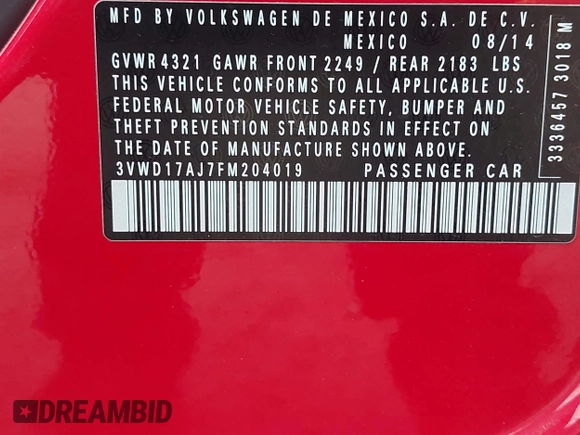 MFD BY VOLKSWAGEN DE MEXICO S.A. DE C.V.
MEXICO 08/14
GVWR 4321 GAWR FRONT 2249 / REAR 2183 LBS
THIS VEHICLE CONFORMS TO ALL APPLICABLE U.S.
FEDERAL MOTOR VEHICLE SAFETY, BUMPER AND
THEFT PREVENTION STANDARDS IN EFFECT ON
THE DATE OF MANUFACTURE SHOWN ABOVE.
3VWD17AJ7FM204019 PASSENGER CAR
3336457 3018 M
DREAMBID